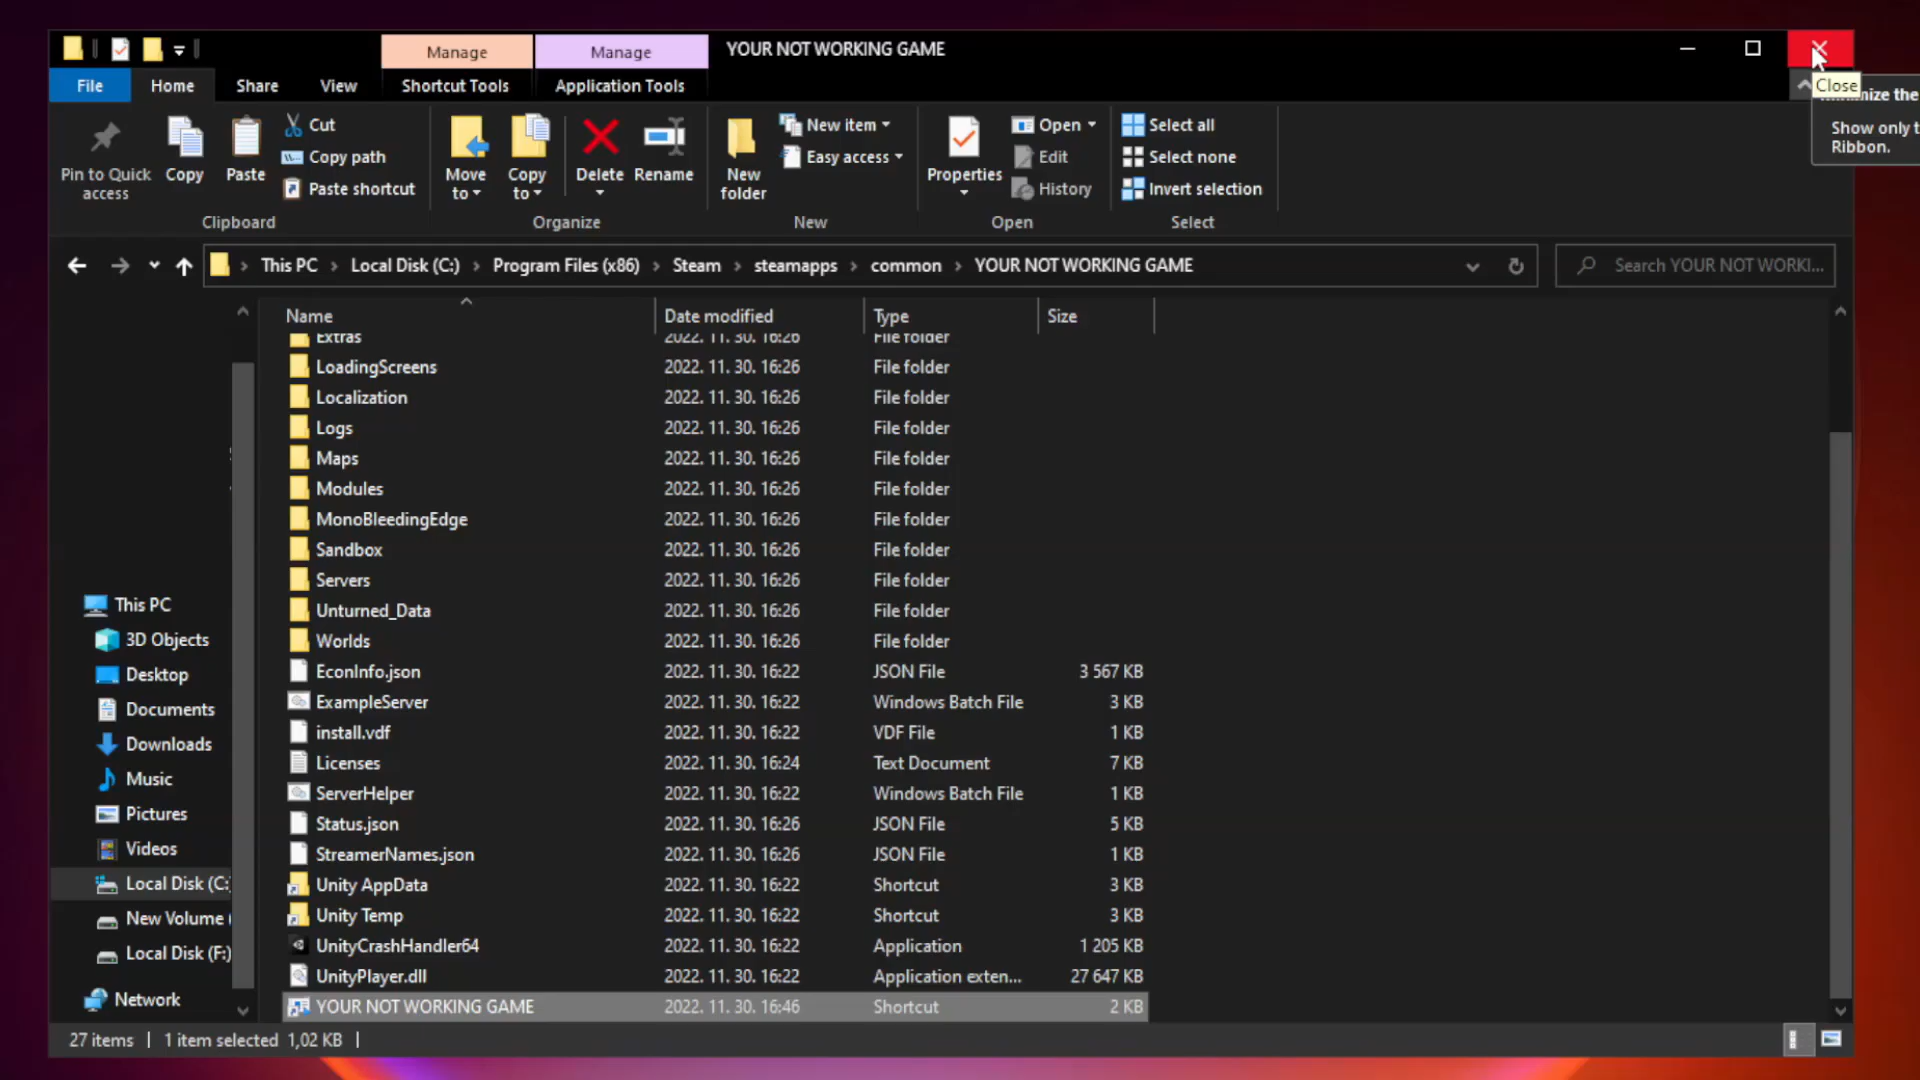 Manage
Manage
YOUR NOT WORKING GAME
File
Home
Share
View
Shortcut Tools
Application Tools
Close
imize the
Show only t
Ribbon.
Pin to Quick access
Copy
Paste
Cut
Copy path
Paste shortcut
Move to
Copy to
Delete
Rename
New folder
New item
Easy access
Properties
Open
Edit
History
Select all
Select none
Invert selection
Clipboard
Organize
New
Open
Select
This PC > Local Disk (C:) > Program Files (x86) > Steam > steamapps > common > YOUR NOT WORKING GAME
Search YOUR NOT WORKI...
Name Date modified Type Size
Extras 2022. 11. 30. 16:26 File folder
LoadingScreens 2022. 11. 30. 16:26 File folder
Localization 2022. 11. 30. 16:26 File folder
Logs 2022. 11. 30. 16:26 File folder
Maps 2022. 11. 30. 16:26 File folder
Modules 2022. 11. 30. 16:26 File folder
MonoBleedingEdge 2022. 11. 30. 16:26 File folder
Sandbox 2022. 11. 30. 16:26 File folder
Servers 2022. 11. 30. 16:26 File folder
Unturned_Data 2022. 11. 30. 16:26 File folder
Worlds 2022. 11. 30. 16:26 File folder
EconInfo.json 2022. 11. 30. 16:22 JSON File 3 567 KB
ExampleServer 2022. 11. 30. 16:22 Windows Batch File 3 KB
install.vdf 2022. 11. 30. 16:22 VDF File 1 KB
Licenses 2022. 11. 30. 16:24 Text Document 7 KB
ServerHelper 2022. 11. 30. 16:22 Windows Batch File 1 KB
Status.json 2022. 11. 30. 16:26 JSON File 5 KB
StreamerNames.json 2022. 11. 30. 16:26 JSON File 1 KB
Unity AppData 2022. 11. 30. 16:22 Shortcut 3 KB
Unity Temp 2022. 11. 30. 16:22 Shortcut 3 KB
UnityCrashHandler64 2022. 11. 30. 16:22 Application 1 205 KB
UnityPlayer.dll 2022. 11. 30. 16:22 Application exten... 27 647 KB
YOUR NOT WORKING GAME 2022. 11. 30. 16:46 Shortcut 2 KB
This PC
3D Objects
Desktop
Documents
Downloads
Music
Pictures
Videos
Local Disk (C:)
New Volume (
Local Disk (F:)
Network
27 items | 1 item selected 1,02 KB |